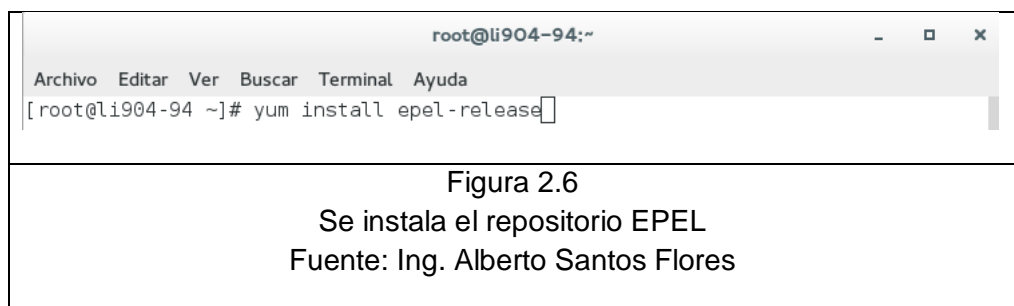 root@li904-94:~
Archivo Editar Ver Buscar Terminal Ayuda
[root@li904-94 ~]# yum install epel-release
Figura 2.6
Se instala el repositorio EPEL
Fuente: Ing. Alberto Santos Flores